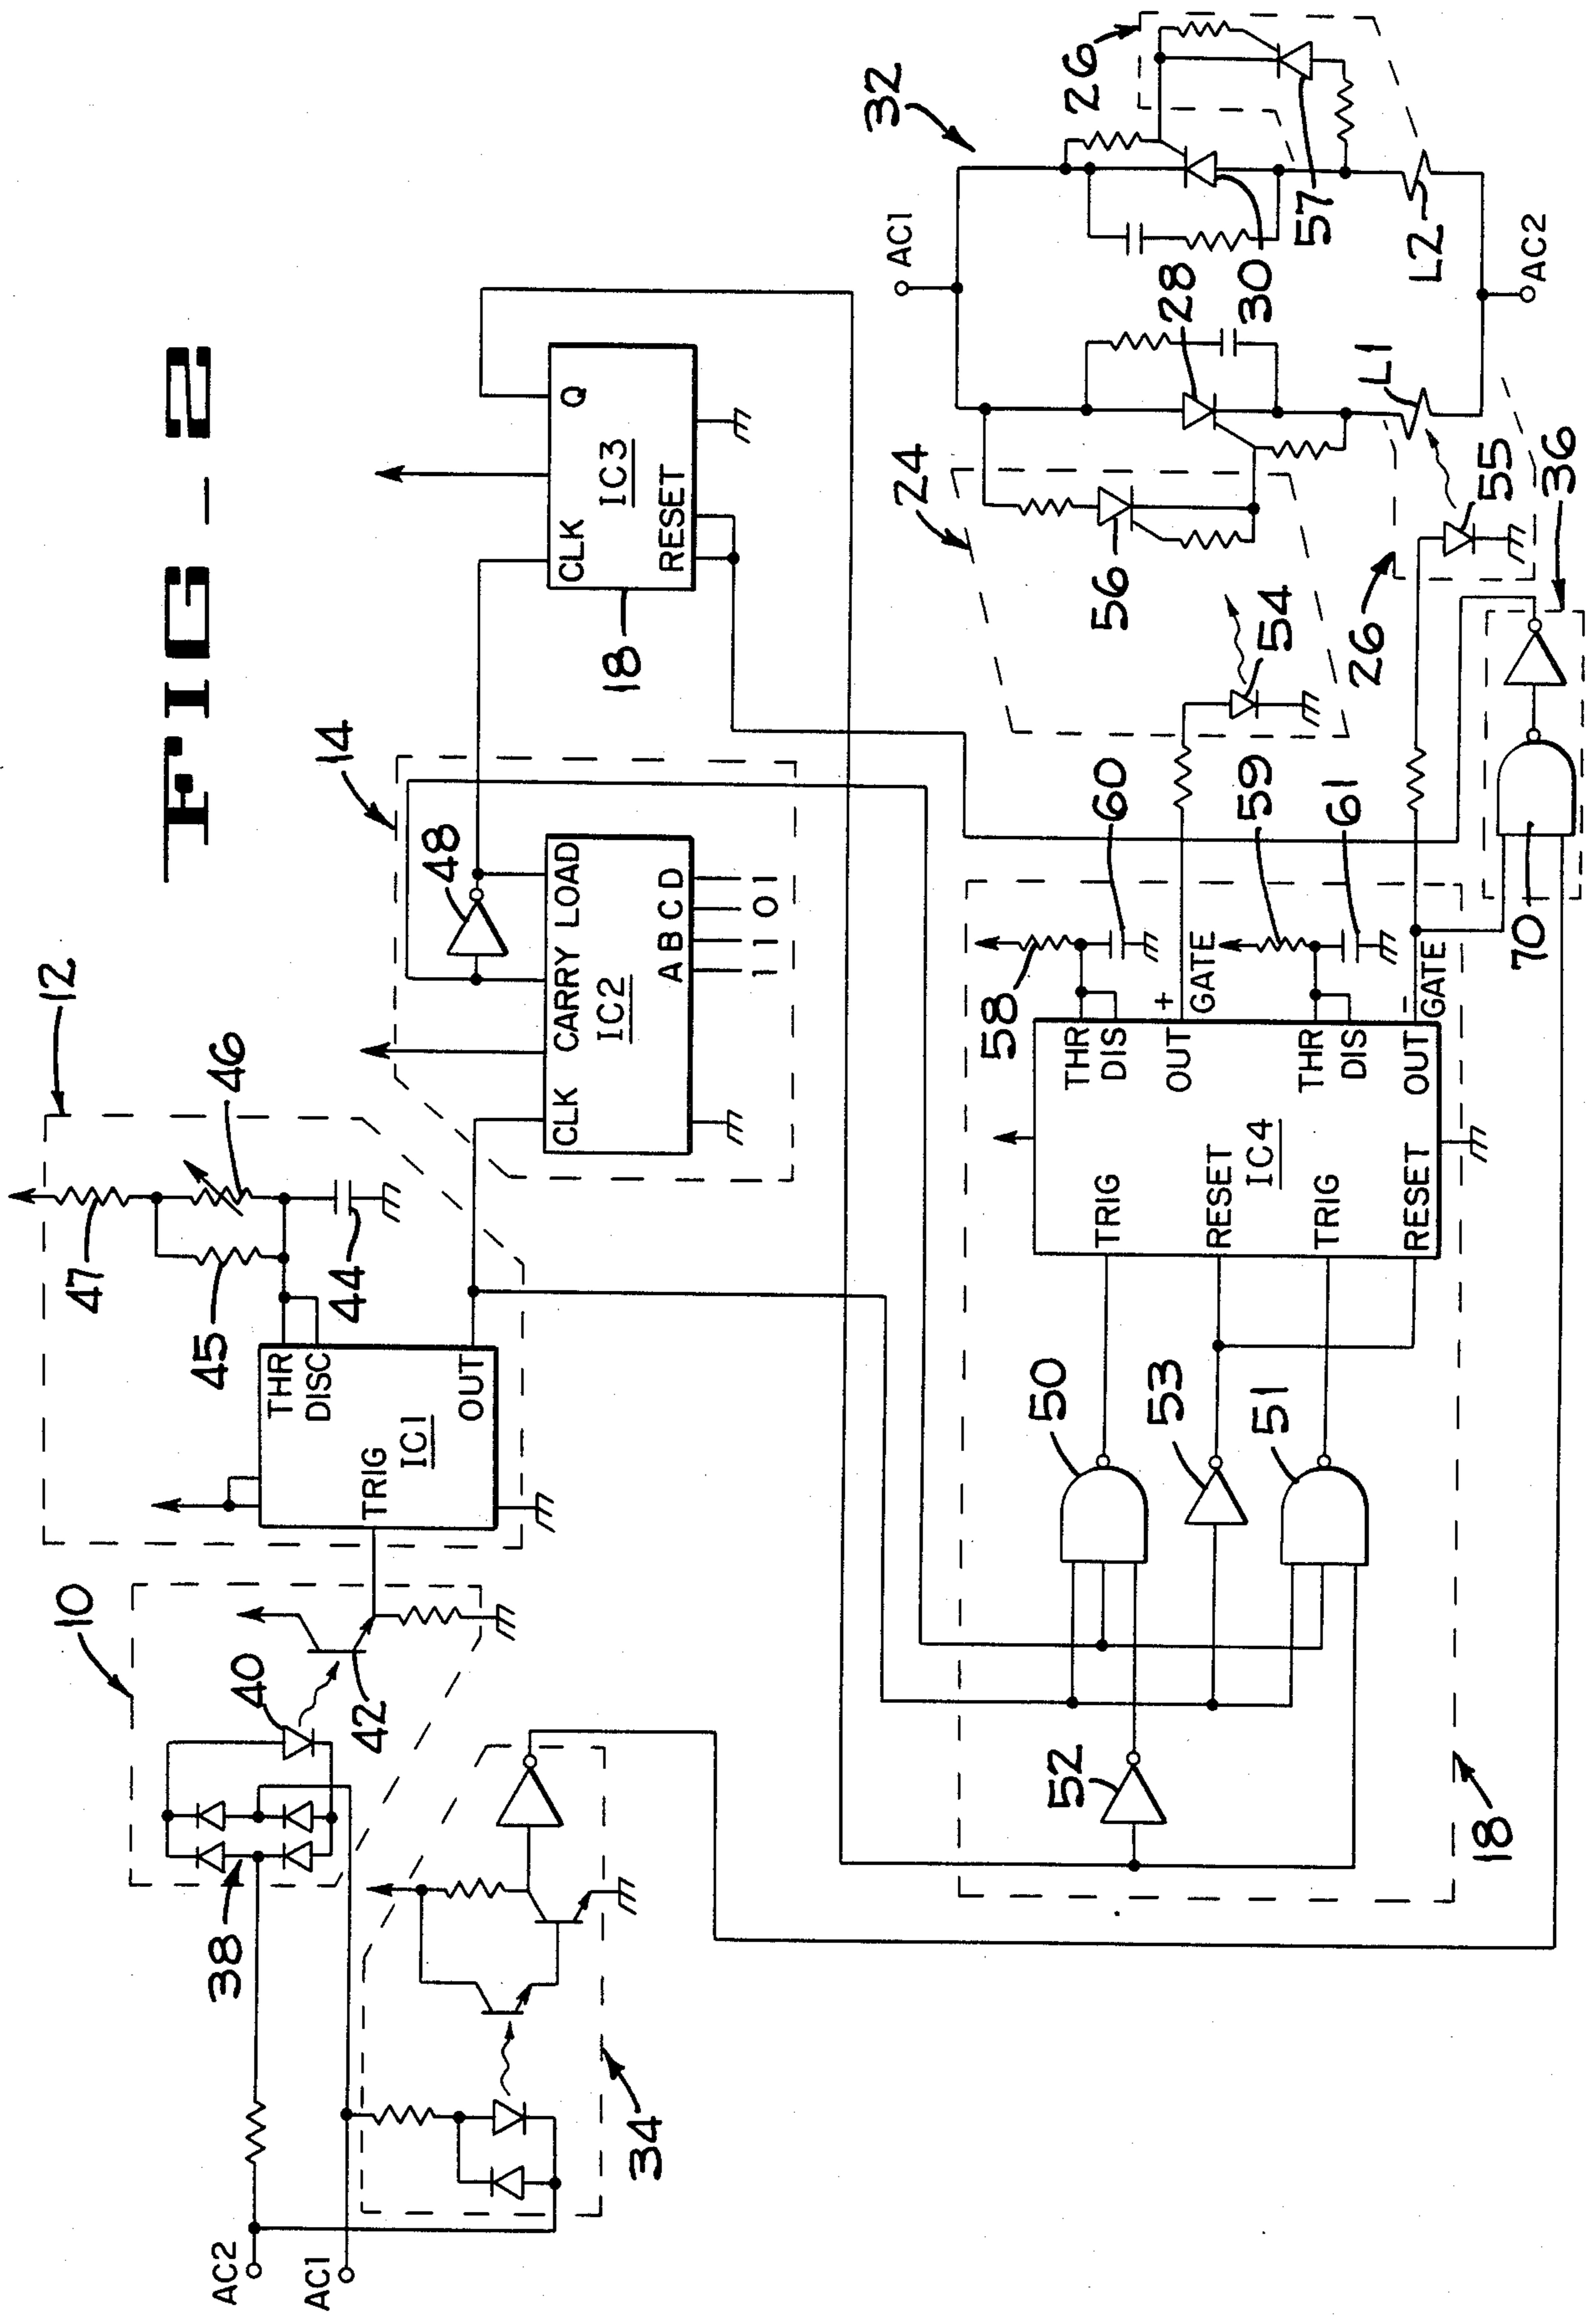 FIG - 2
12
47
46
45
44
THR
DISC
IC1
TRIG
OUT
10
40
42
38
AC2
AC1
34
14
48
CLK CARRY LOAD
IC2
A B C D
1 1 0 1
CLK
Q
IC3
RESET
18
50
52
53
51
18
TRIG
RESET
IC4
TRIG
RESET
THR
DIS
OUT
+
GATE
THR
DIS
OUT
-
GATE
58
60
59
61
24
56
54
26
55
36
70
32
AC1
28
30
26
57
L1
L2
AC2